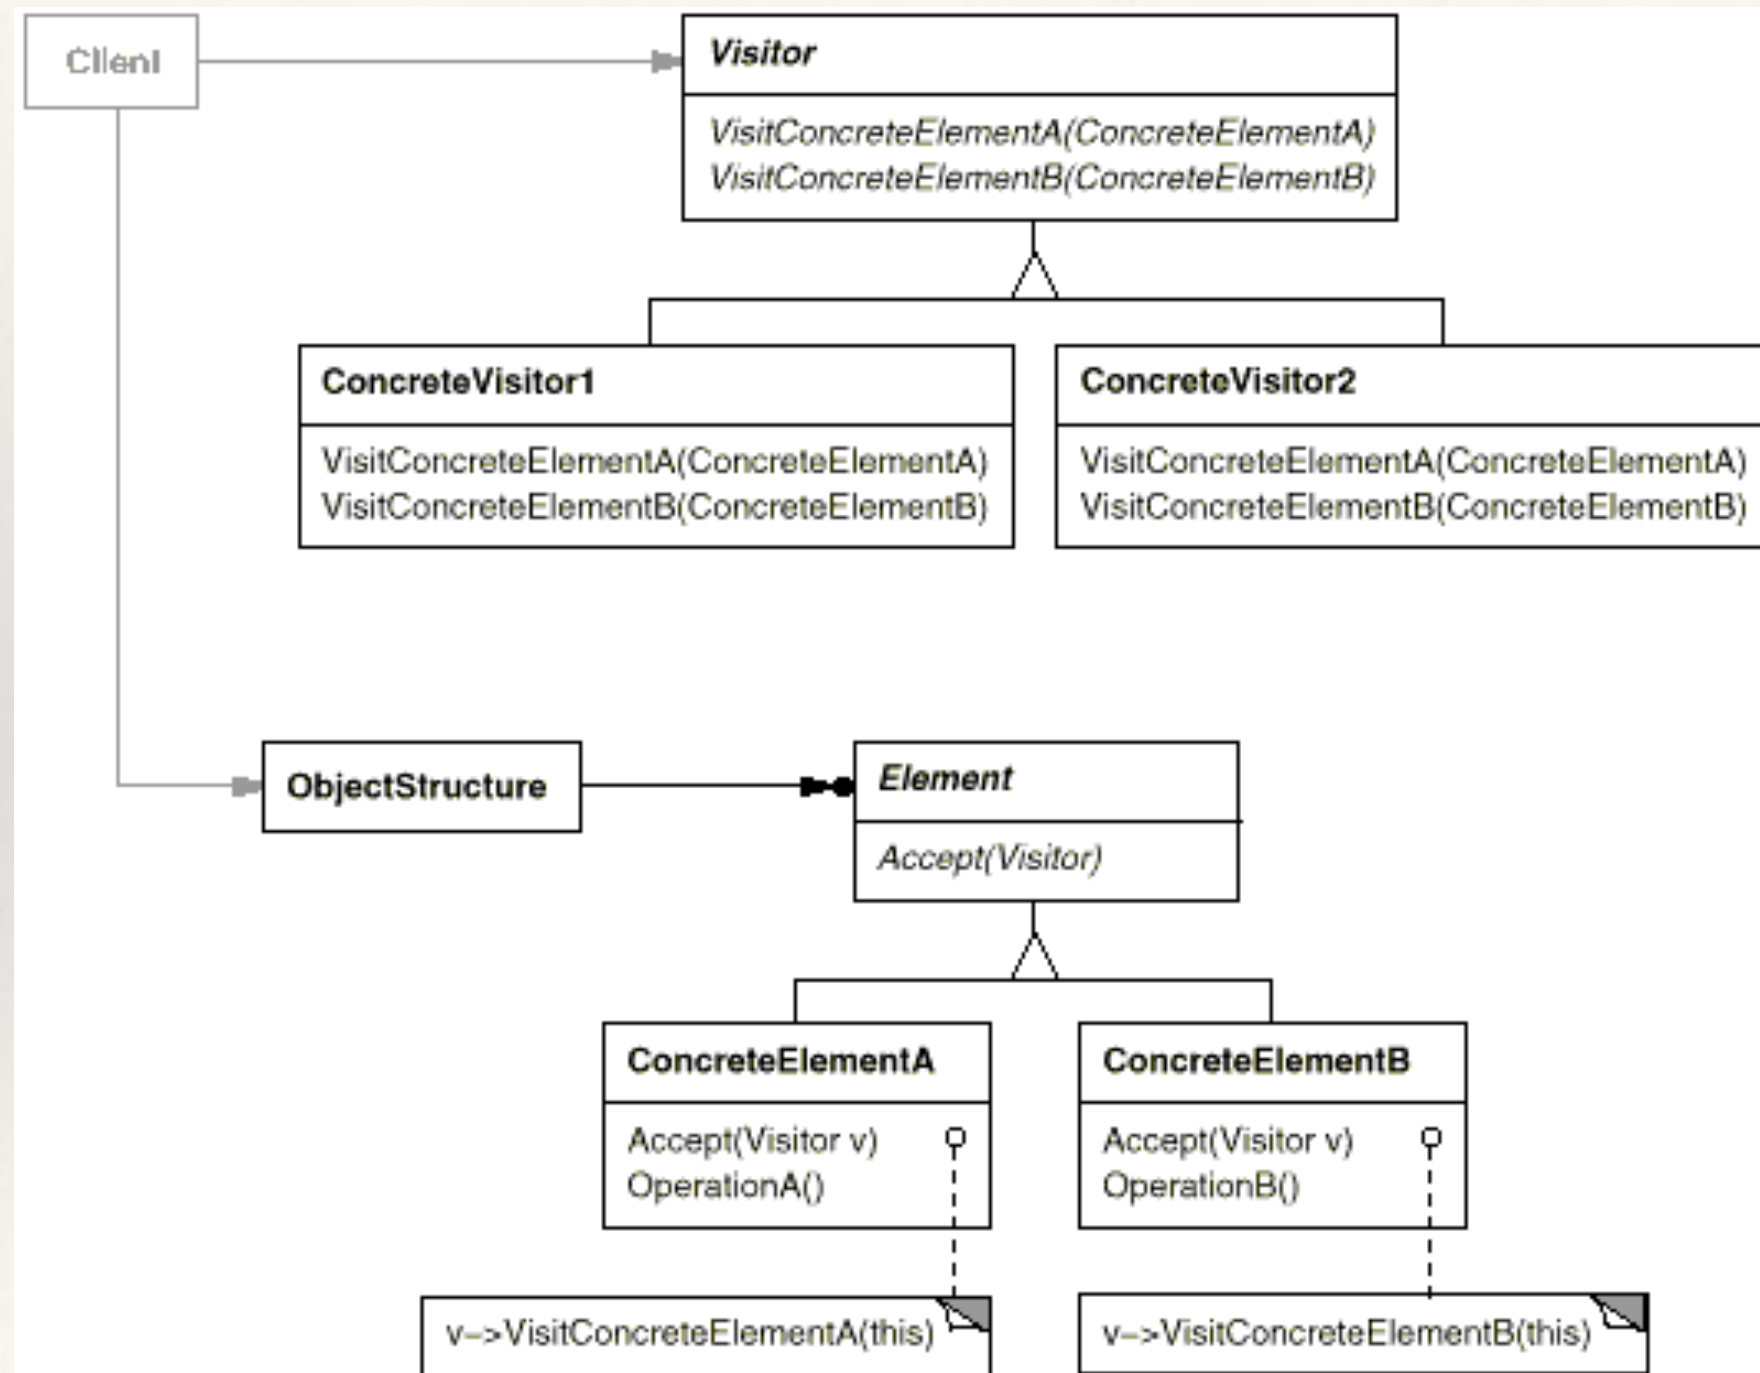 Client
Visitor
VisitConcreteElementA(ConcreteElementA)
VisitConcreteElementB(ConcreteElementB)
ConcreteVisitor1
VisitConcreteElementA(ConcreteElementA)
VisitConcreteElementB(ConcreteElementB)
ConcreteVisitor2
VisitConcreteElementA(ConcreteElementA)
VisitConcreteElementB(ConcreteElementB)
ObjectStructure
Element
Accept(Visitor)
ConcreteElementA
Accept(Visitor v)
OperationA()
ConcreteElementB
Accept(Visitor v)
OperationB()
v->VisitConcreteElementA(this)
v->VisitConcreteElementB(this)